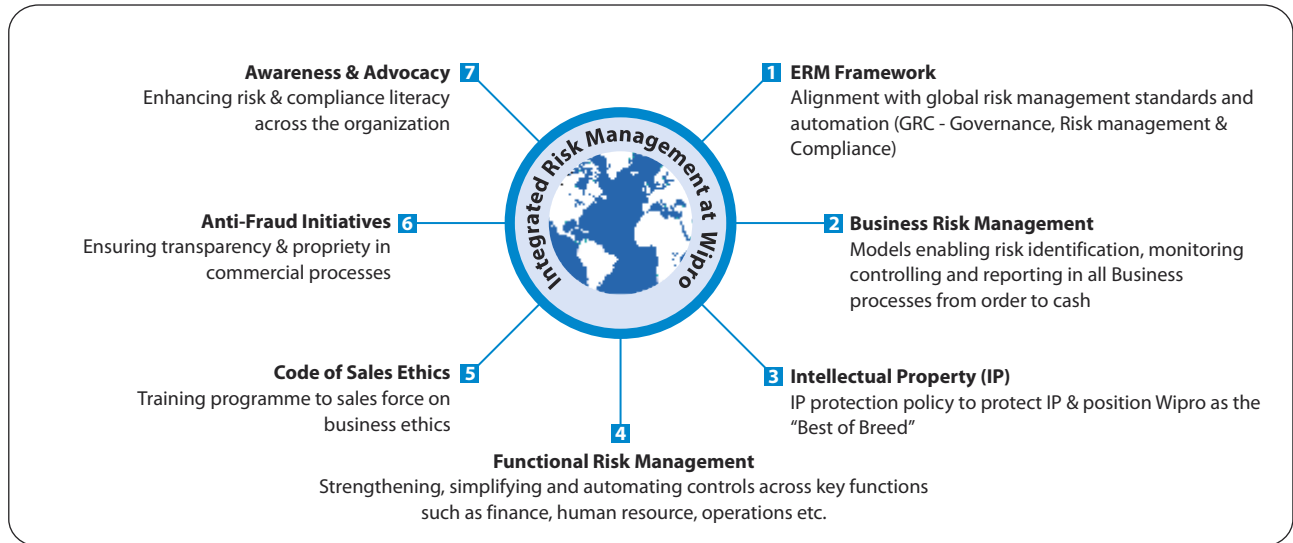 Integrated Risk Management at Wipro
1 ERM Framework
Alignment with global risk management standards and
automation (GRC - Governance, Risk management &
Compliance)
2 Business Risk Management
Models enabling risk identification, monitoring
controlling and reporting in all Business
processes from order to cash
3 Intellectual Property (IP)
IP protection policy to protect IP & position Wipro as the
“Best of Breed”
4
Functional Risk Management
Strengthening, simplifying and automating controls across key functions
such as finance, human resource, operations etc.
Code of Sales Ethics 5
Training programme to sales force on
business ethics
Anti-Fraud Initiatives 6
Ensuring transparency & propriety in
commercial processes
Awareness & Advocacy 7
Enhancing risk & compliance literacy
across the organization